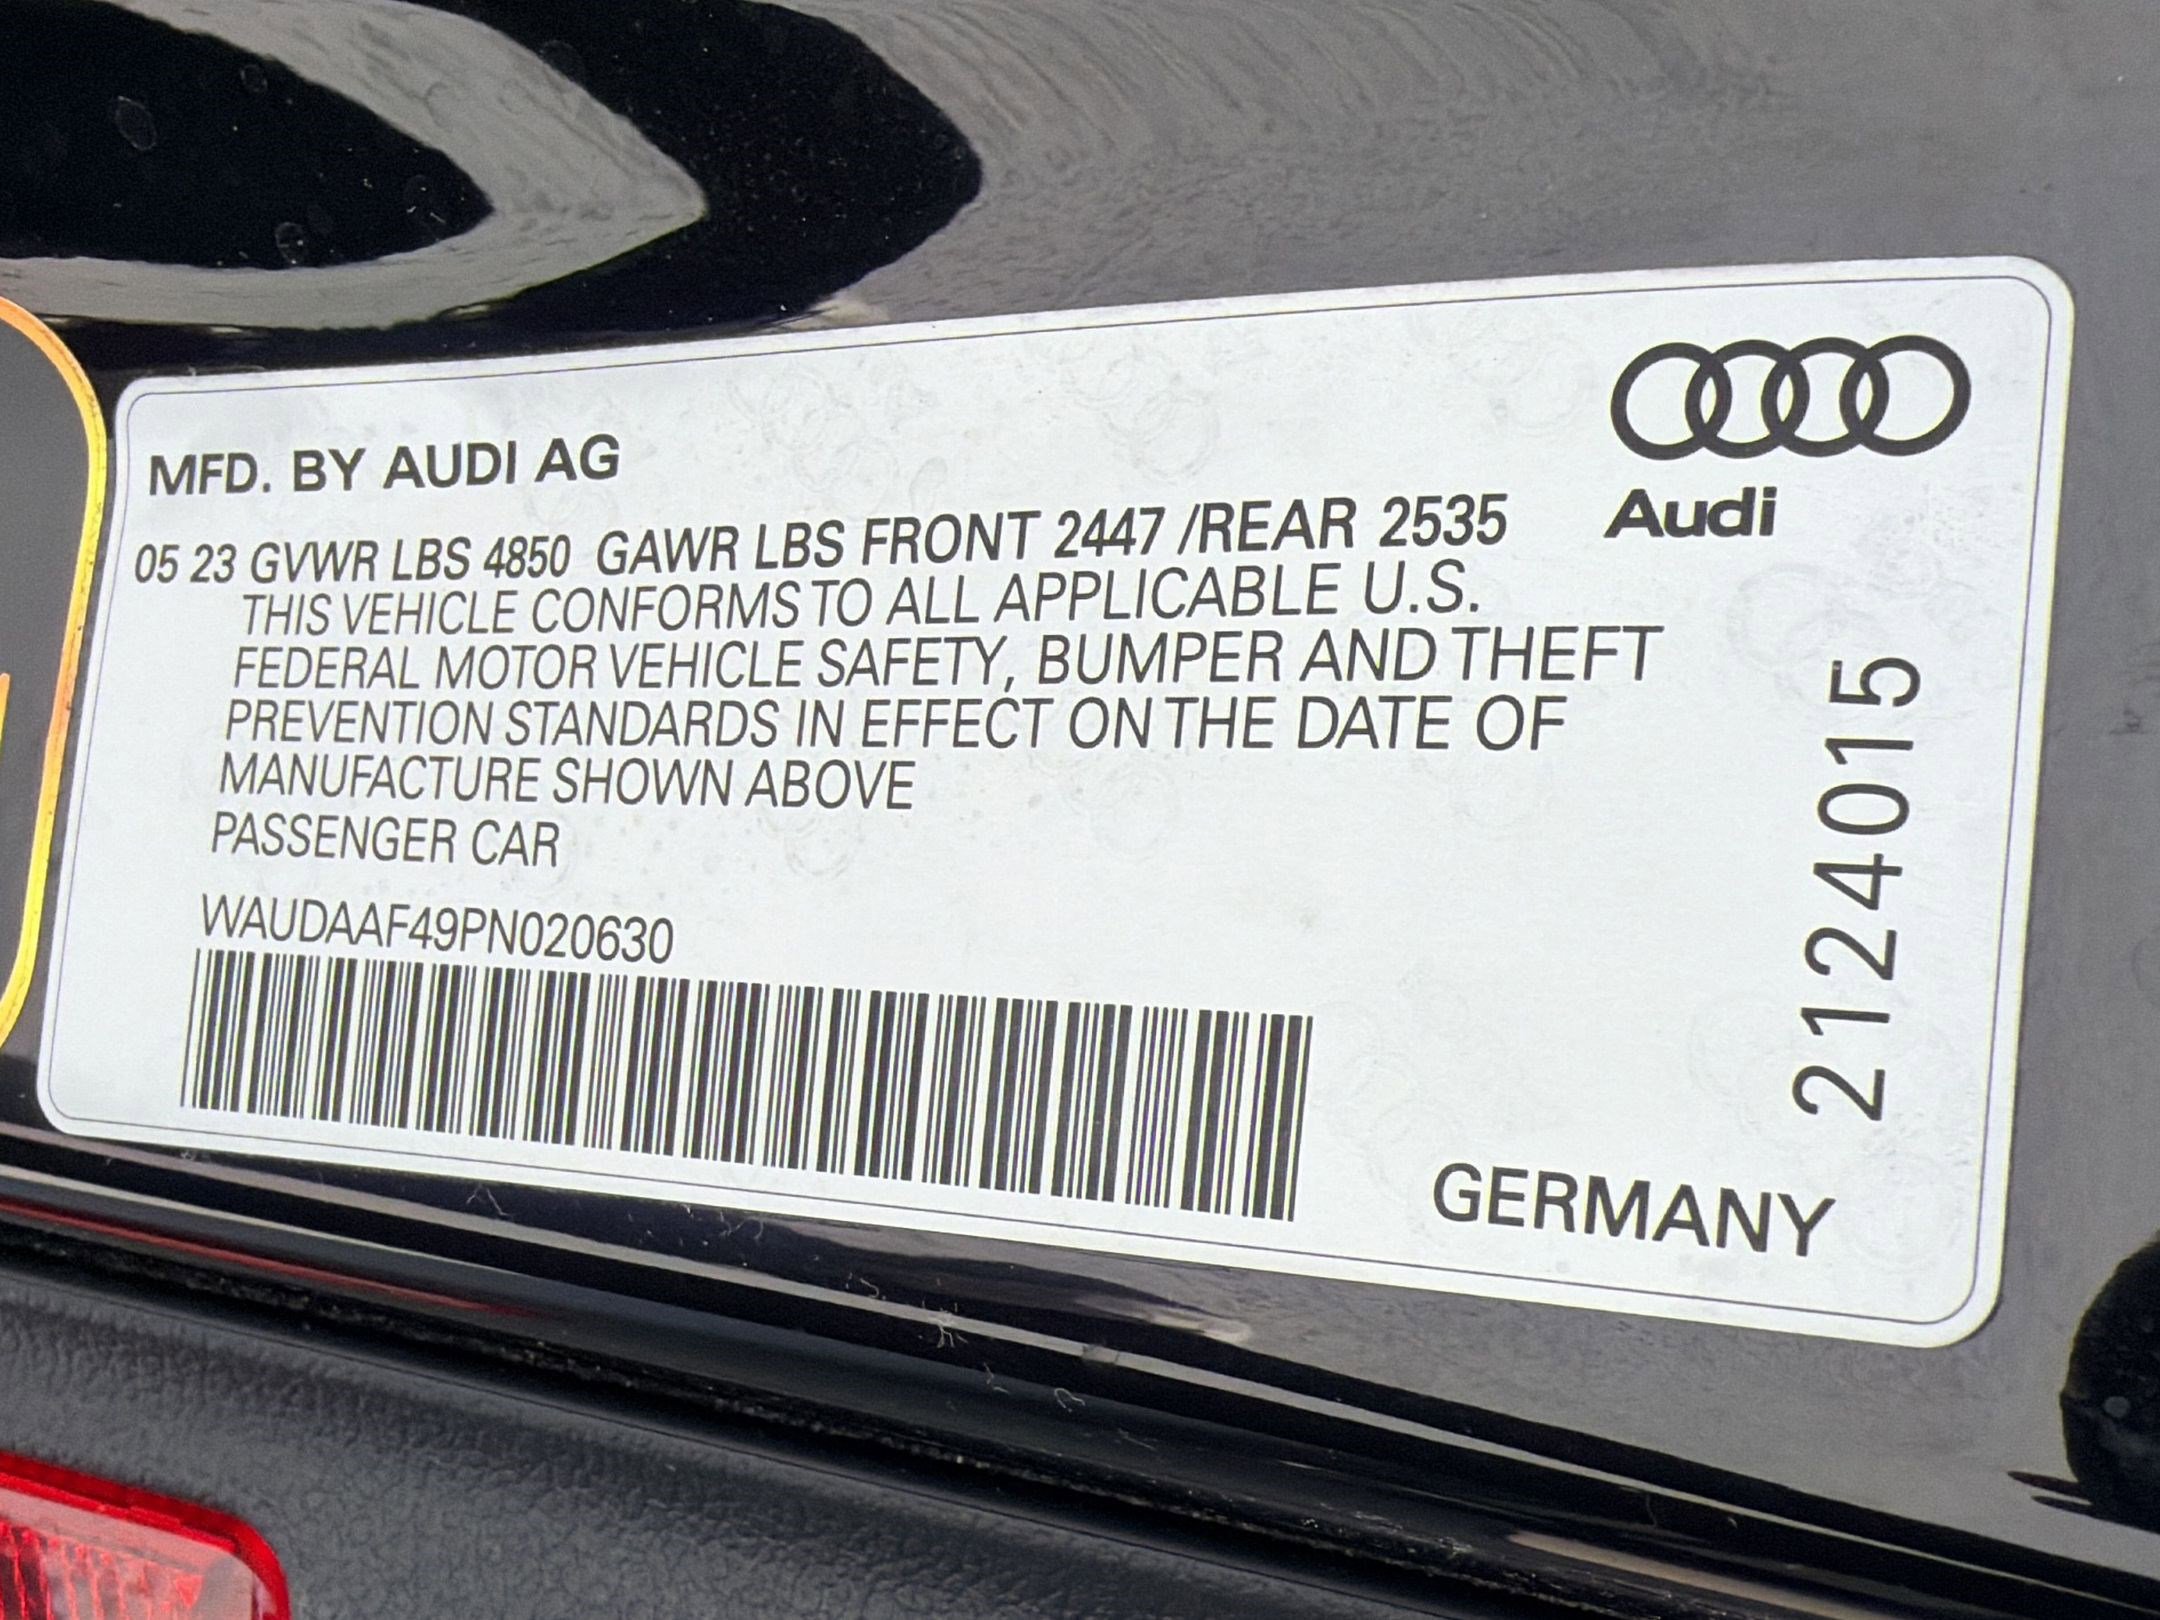 MFD. BY AUDI AG
Audi
05 23 GVWR LBS 4850 GAWR LBS FRONT 2447 /REAR 2535
THIS VEHICLE CONFORMS TO ALL APPLICABLE U.S.
FEDERAL MOTOR VEHICLE SAFETY, BUMPER AND THEFT
PREVENTION STANDARDS IN EFFECT ON THE DATE OF
MANUFACTURE SHOWN ABOVE
PASSENGER CAR
WAUDAAF49PN020630
2124015
GERMANY